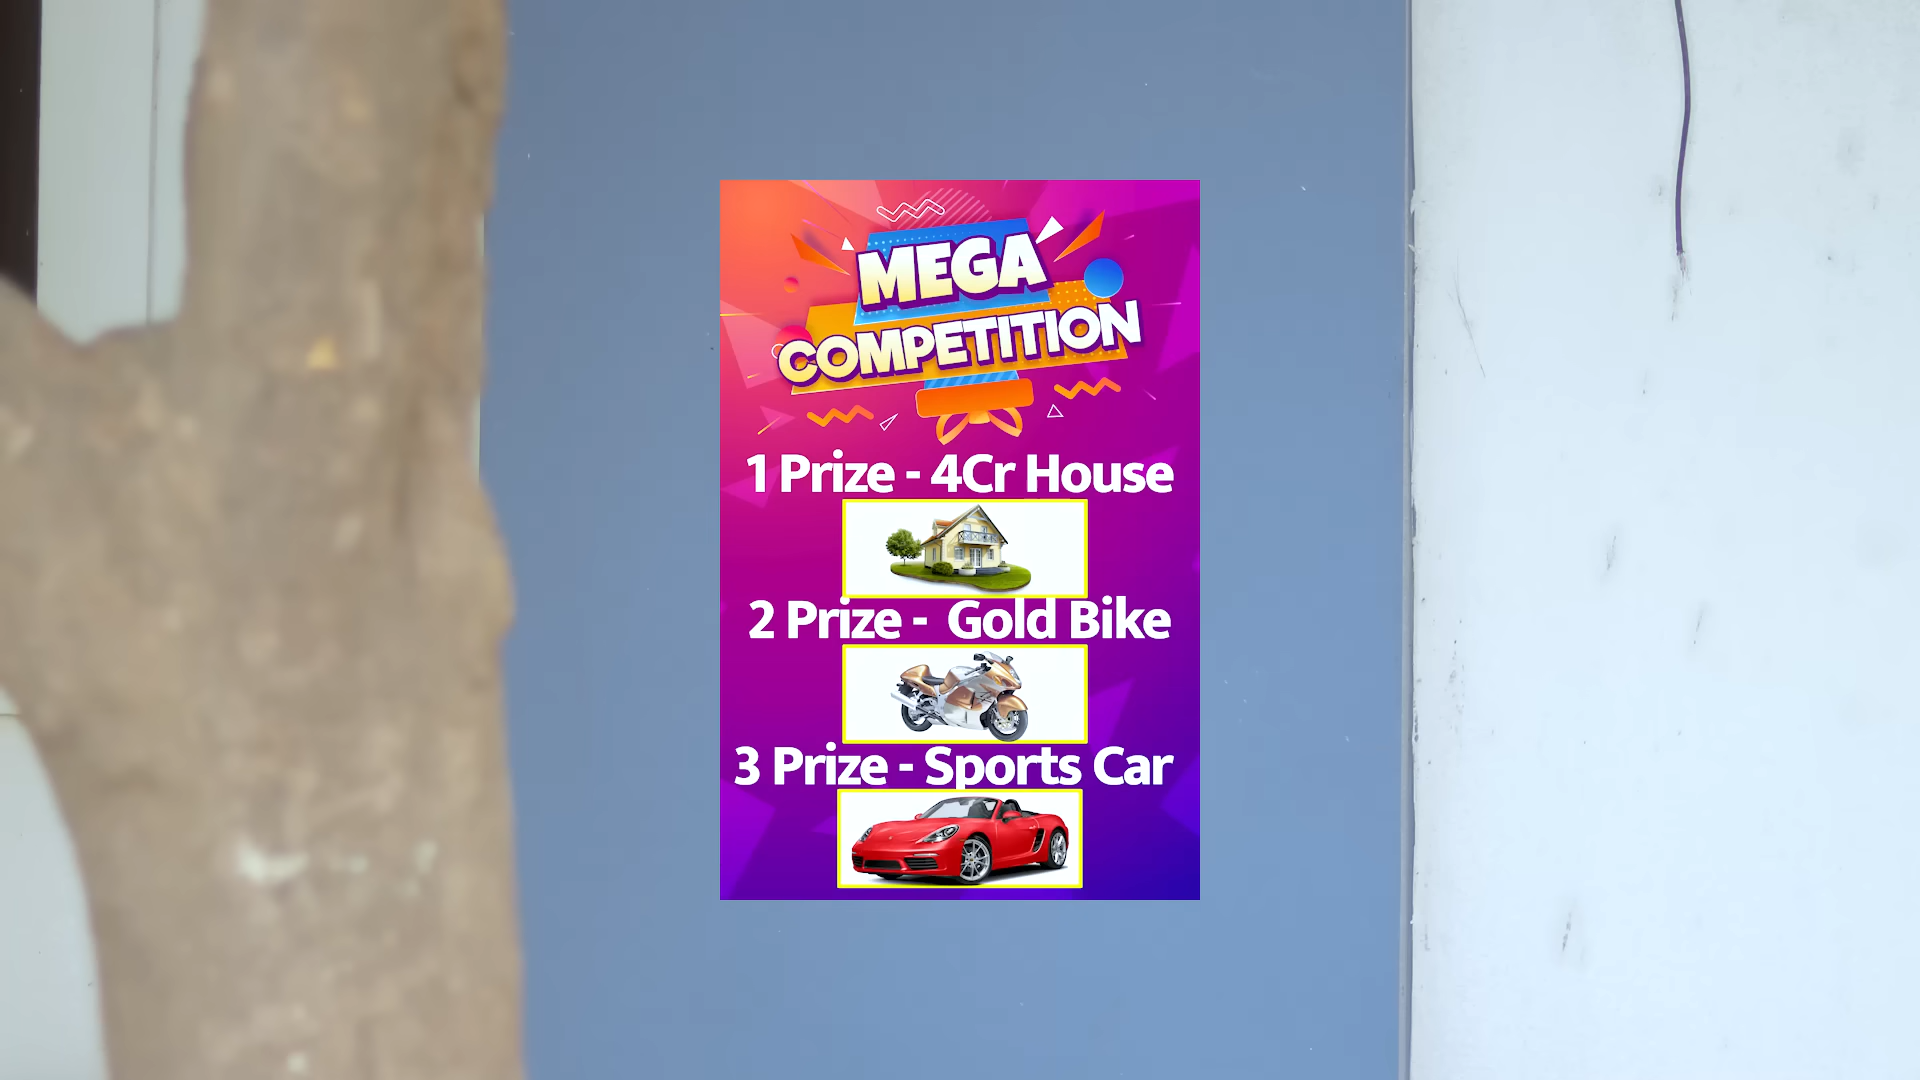 MEGA
COMPETITION
1 Prize - 4Cr House
2 Prize - Gold Bike
3 Prize - Sports Car